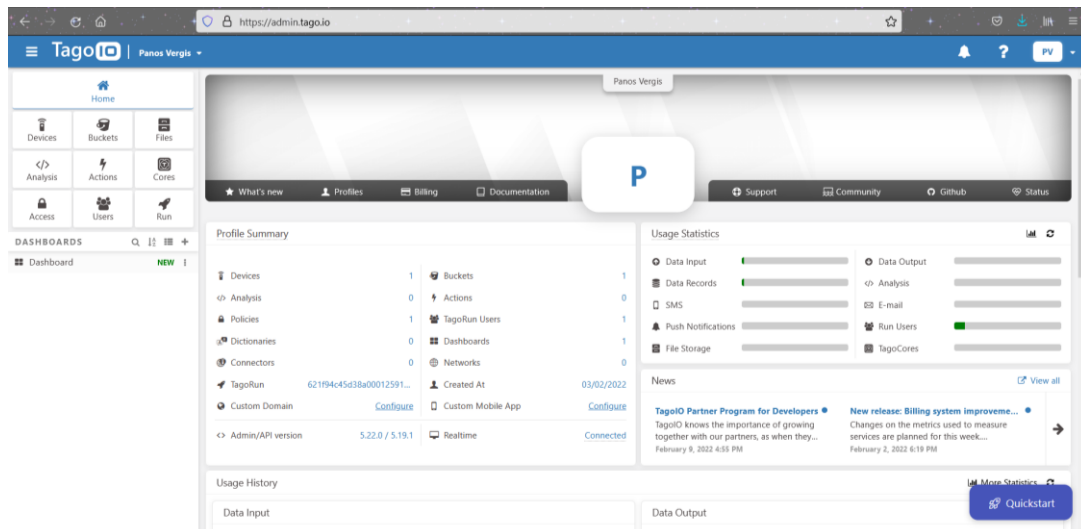 https://admin.tago.io
TagoIO | Panos Vergis
? PV
Home
Devices Buckets Files
Analysis Actions Cores
Access Users Run
DASHBOARDS
Dashboard NEW
Panos Vergis
P
What's new Profiles Billing Documentation Support Community Github Status
Profile Summary
Devices 1 Buckets 1
Analysis 0 Actions 0
Policies 1 TagoRun Users 1
Dictionaries 0 Dashboards 1
Connectors 0 Networks 0
TagoRun 621f94c45d38a00012591... Created At 03/02/2022
Custom Domain Configure Custom Mobile App Configure
Admin/API version 5.22.0 / 5.19.1 Realtime Connected
Usage Statistics
Data Input Data Output
Data Records Analysis
SMS E-mail
Push Notifications Run Users
File Storage TagoCores
News View all
TagoIO Partner Program for Developers
TagoIO knows the importance of growing
together with our partners, as when they...
February 9, 2022 4:55 PM
New release: Billing system improveme...
Changes on the metrics used to measure
services are planned for this week....
February 2, 2022 6:19 PM
Usage History More Statistics
Data Input Data Output
Quickstart